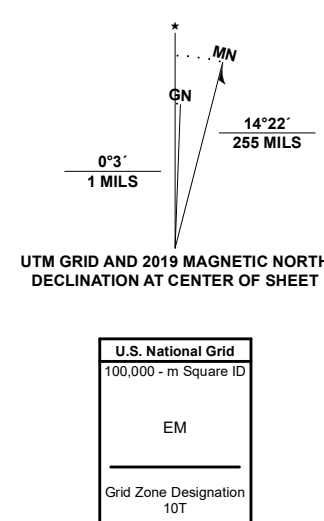 ★
MN
GN
14°22´
255 MILS
0°3´
1 MILS
UTM GRID AND 2019 MAGNETIC NORTH
DECLINATION AT CENTER OF SHEET
U.S. National Grid
100,000 - m Square ID
EM
Grid Zone Designation
10T